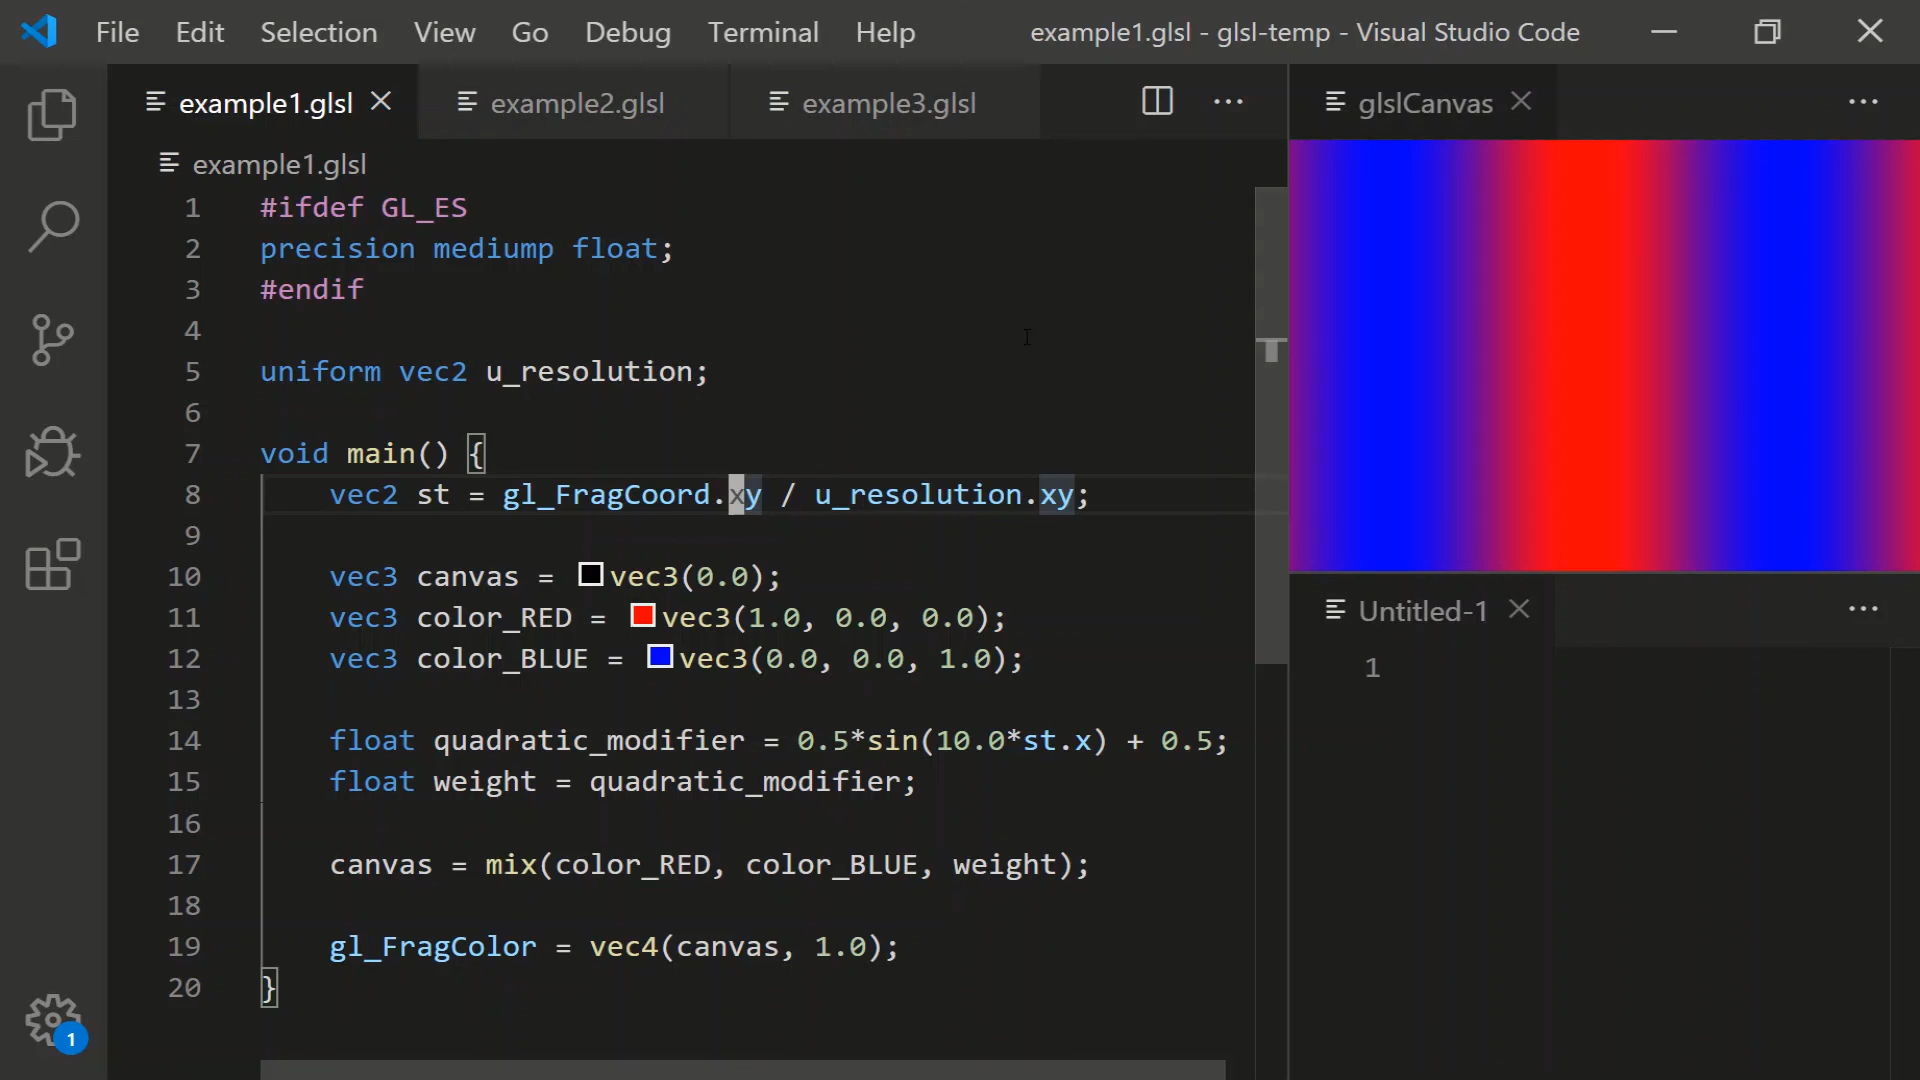 File Edit Selection View Go Debug Terminal Help example1.glsl - glsl-temp - Visual Studio Code
example1.glsl example2.glsl example3.glsl
example1.glsl
1 #ifdef GL_ES
2 precision mediump float;
3 #endif
4
5 uniform vec2 u_resolution;
6
7 void main() {
8 vec2 st = gl_FragCoord.xy / u_resolution.xy;
9
10 vec3 canvas = vec3(0.0);
11 vec3 color_RED = vec3(1.0, 0.0, 0.0);
12 vec3 color_BLUE = vec3(0.0, 0.0, 1.0);
13
14 float quadratic_modifier = 0.5*sin(10.0*st.x) + 0.5;
15 float weight = quadratic_modifier;
16
17 canvas = mix(color_RED, color_BLUE, weight);
18
19 gl_FragColor = vec4(canvas, 1.0);
20 }
glslCanvas
Untitled-1
1
1